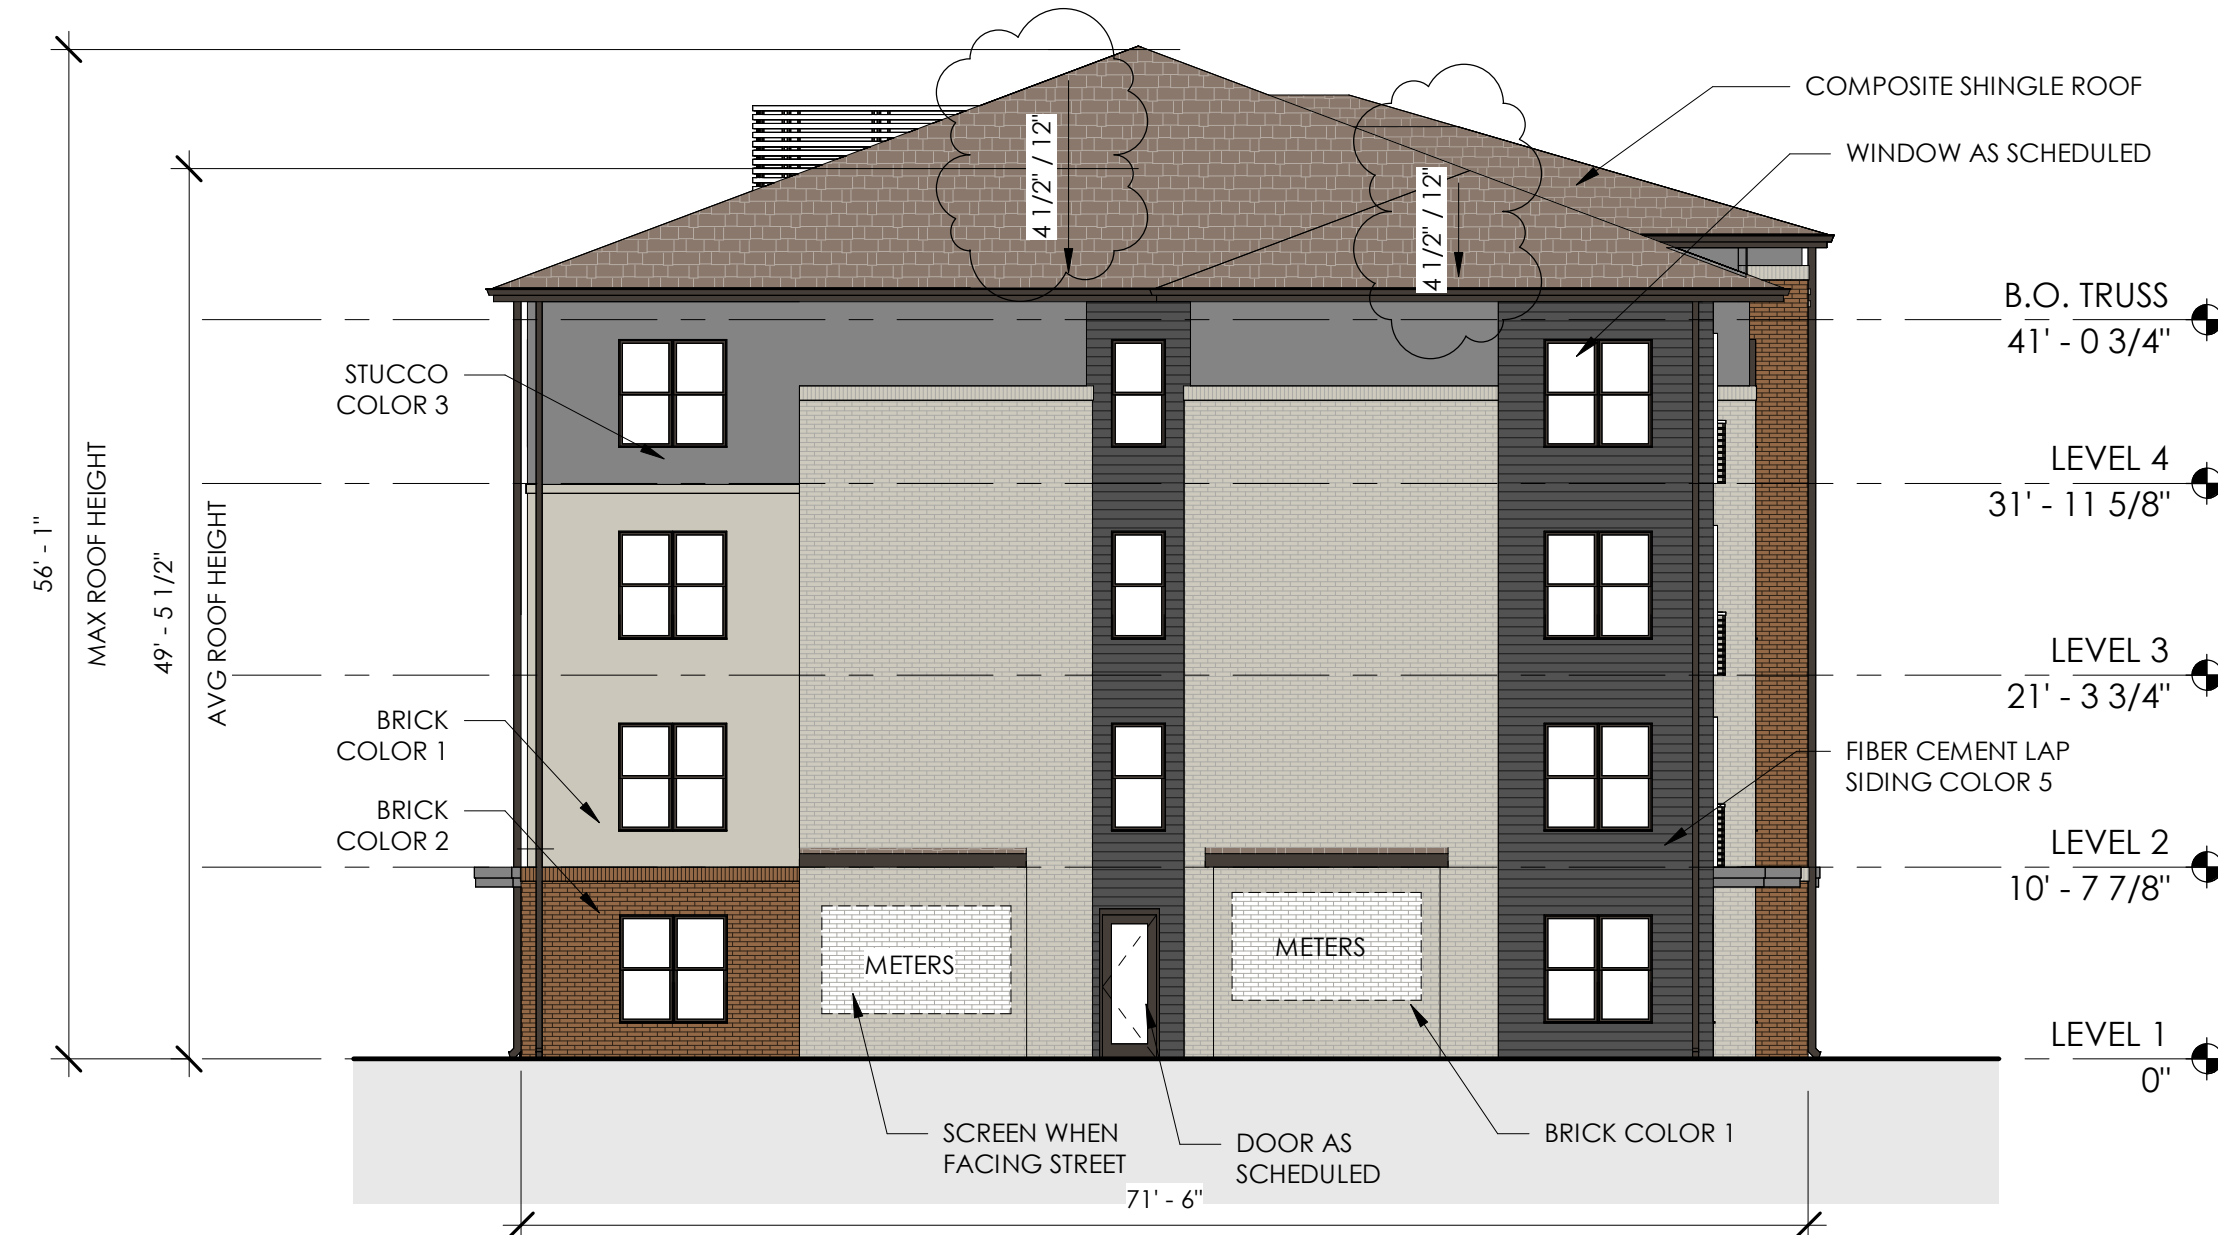 COMPOSITE SHINGLE ROOF
WINDOW AS SCHEDULED
4 1/2" / 12"
4 1/2" / 12"
B.O. TRUSS
41' - 0 3/4"
STUCCO
COLOR 3
LEVEL 4
31' - 11 5/8"
56' - 1"
MAX ROOF HEIGHT
49' - 5 1/2"
AVG ROOF HEIGHT
LEVEL 3
21' - 3 3/4"
BRICK
COLOR 1
FIBER CEMENT LAP
SIDING COLOR 5
BRICK
COLOR 2
LEVEL 2
10' - 7 7/8"
METERS
METERS
LEVEL 1
0"
SCREEN WHEN
FACING STREET
DOOR AS
SCHEDULED
BRICK COLOR 1
71' - 6"